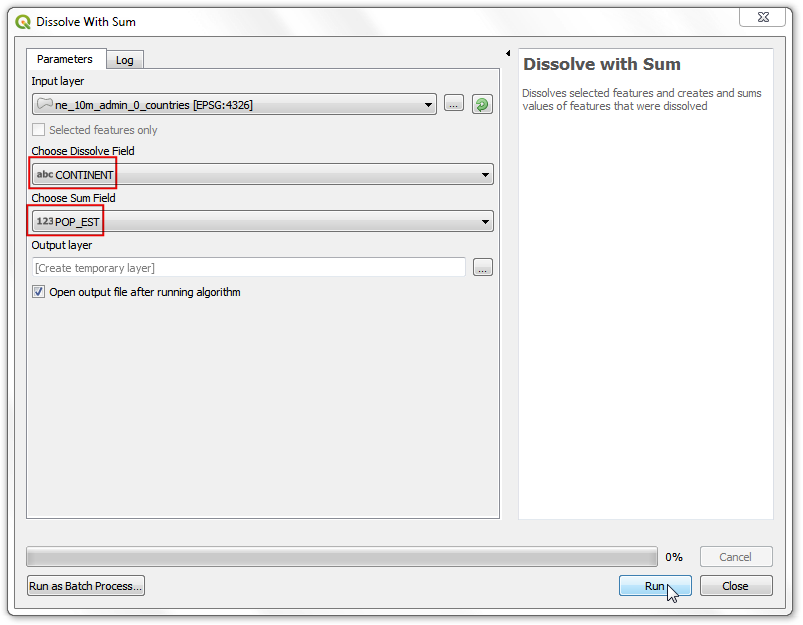 Dissolve With Sum
Parameters
Log
Input layer
ne_10m_admin_0_countries [EPSG:4326]
...
Selected features only
Choose Dissolve Field
abc CONTINENT
Choose Sum Field
123 POP_EST
Output layer
[Create temporary layer]
...
Open output file after running algorithm
Dissolve with Sum
Dissolves selected features and creates and sums
values of features that were dissolved
0%
Cancel
Run as Batch Process...
Run
Close